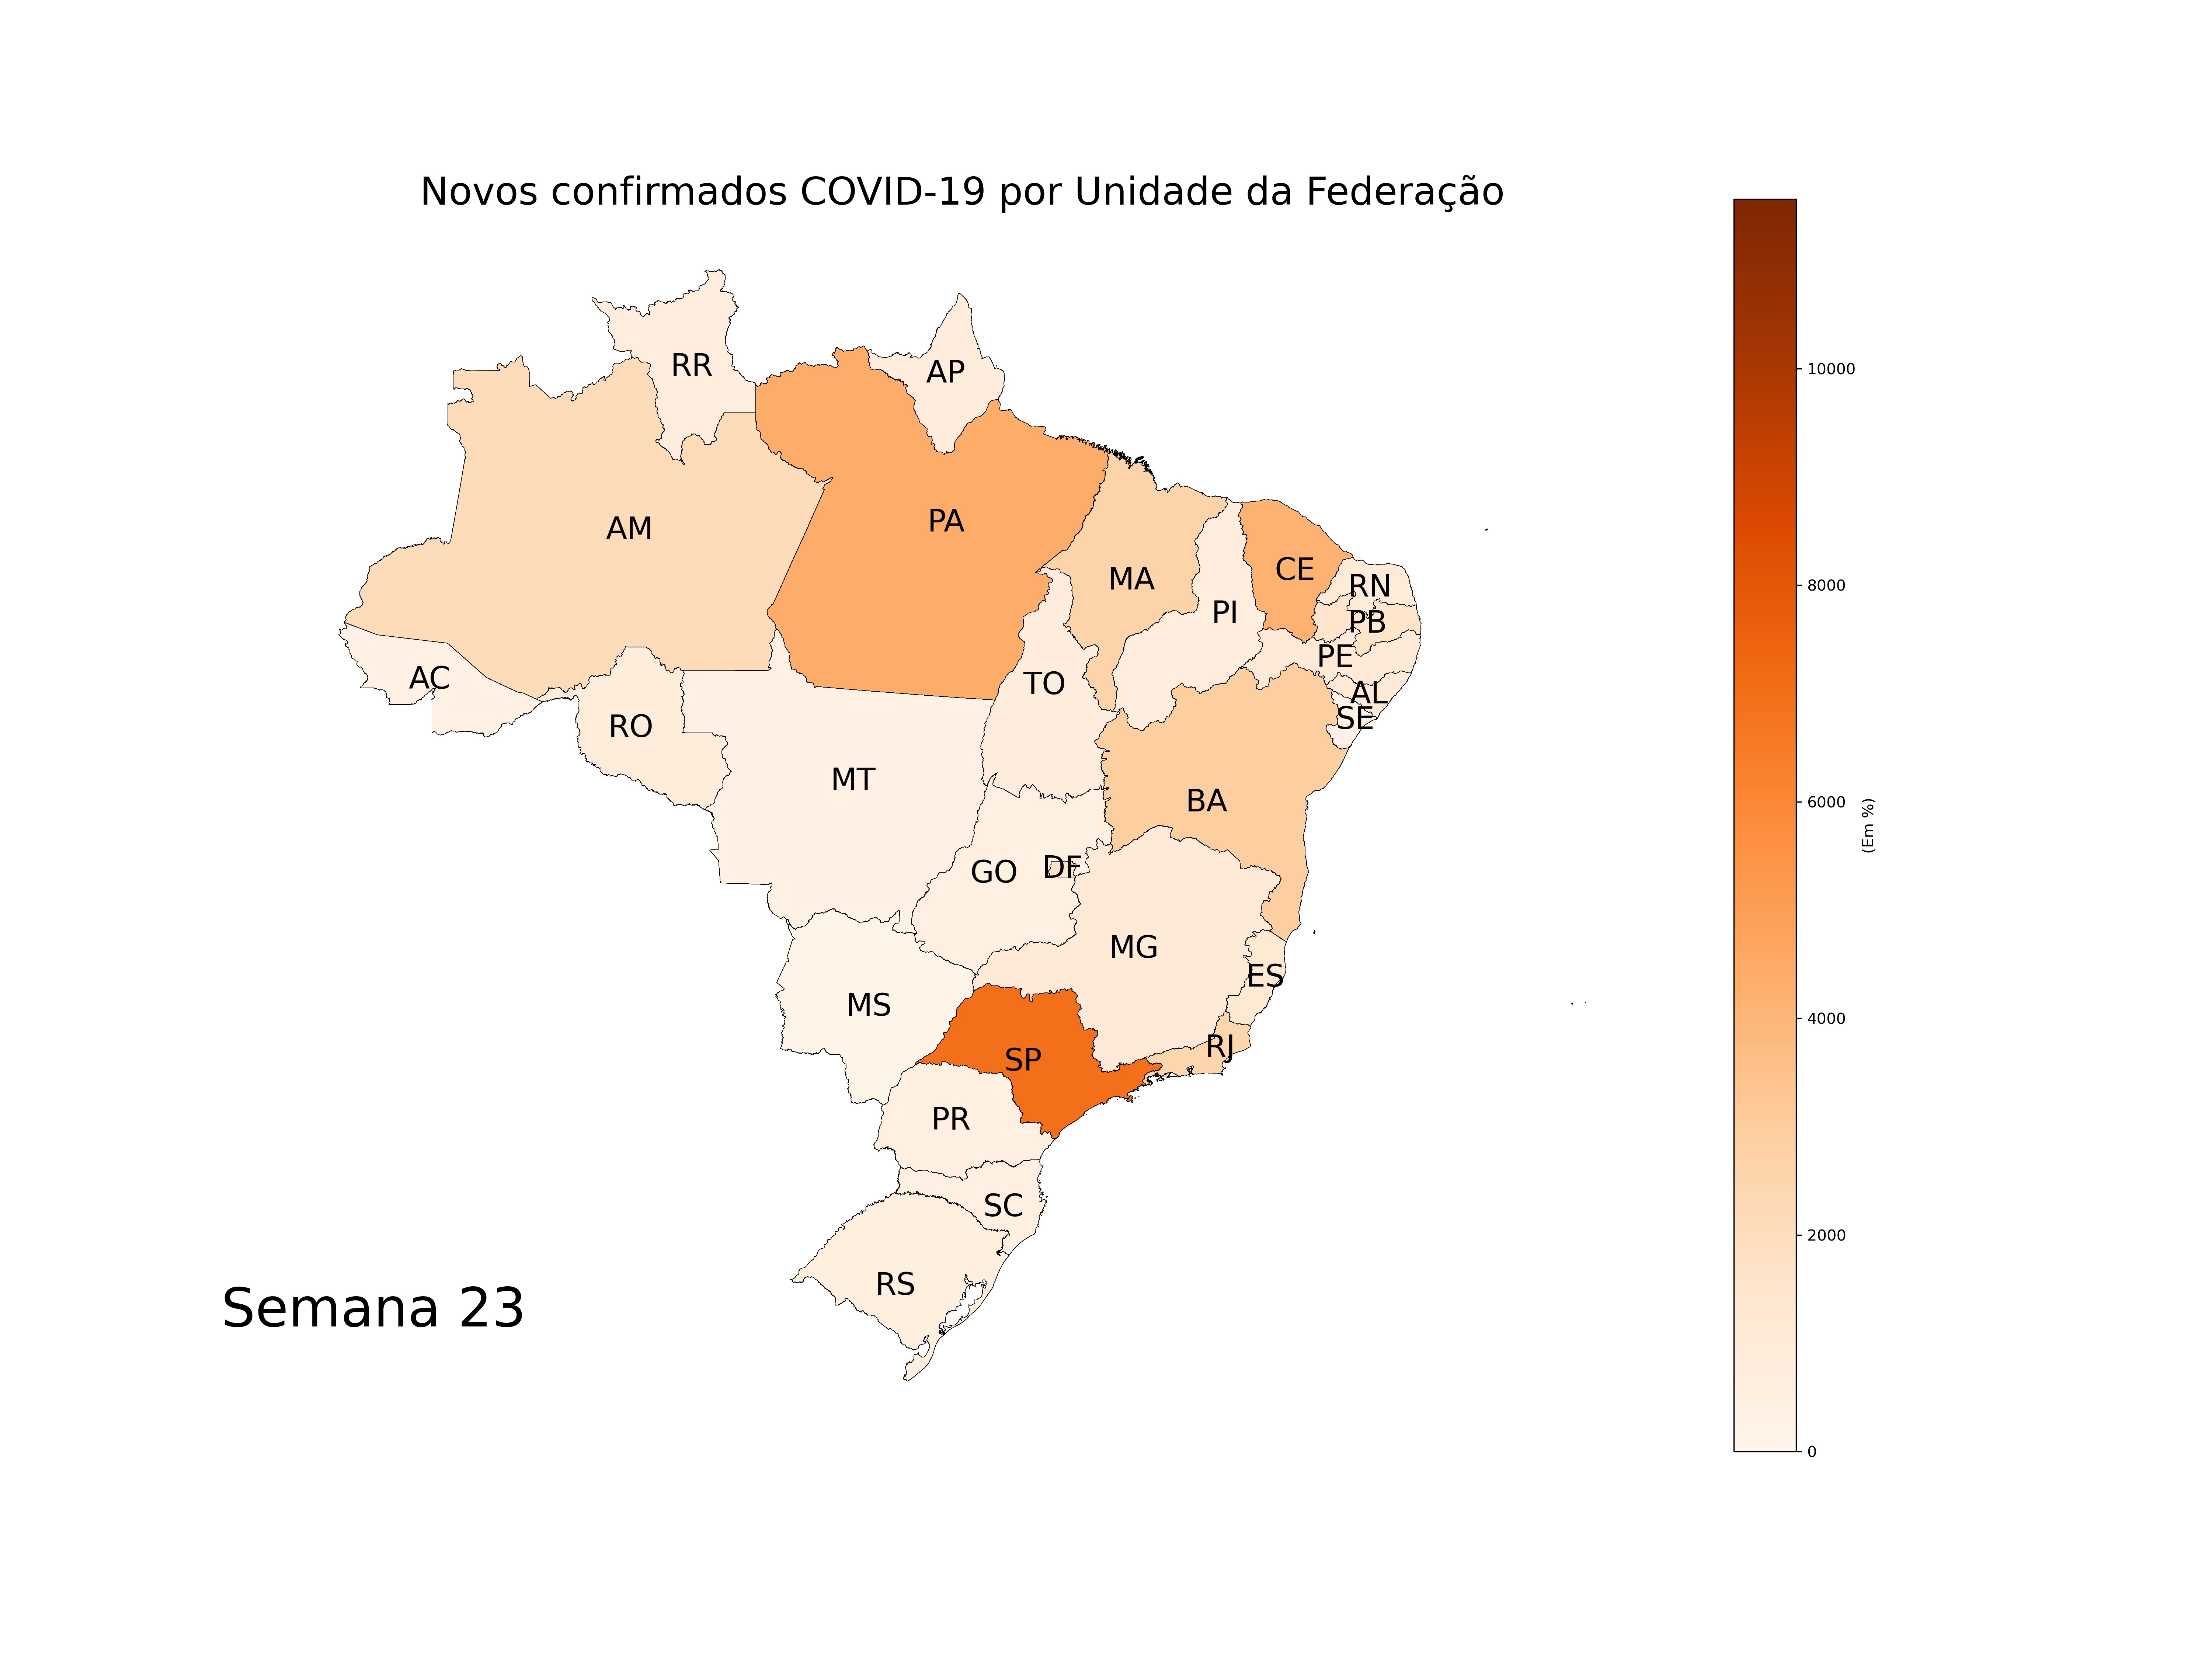 Novos confirmados COVID-19 por Unidade da Federação
RR
AP
AM
PA
MA
CE
RN
PI
PB
PE
AC
TO
AL
SE
RO
MT
BA
GO
DF
MG
ES
MS
RJ
SP
PR
SC
RS
Semana 23
10000
8000
6000
(Em %)
4000
2000
0